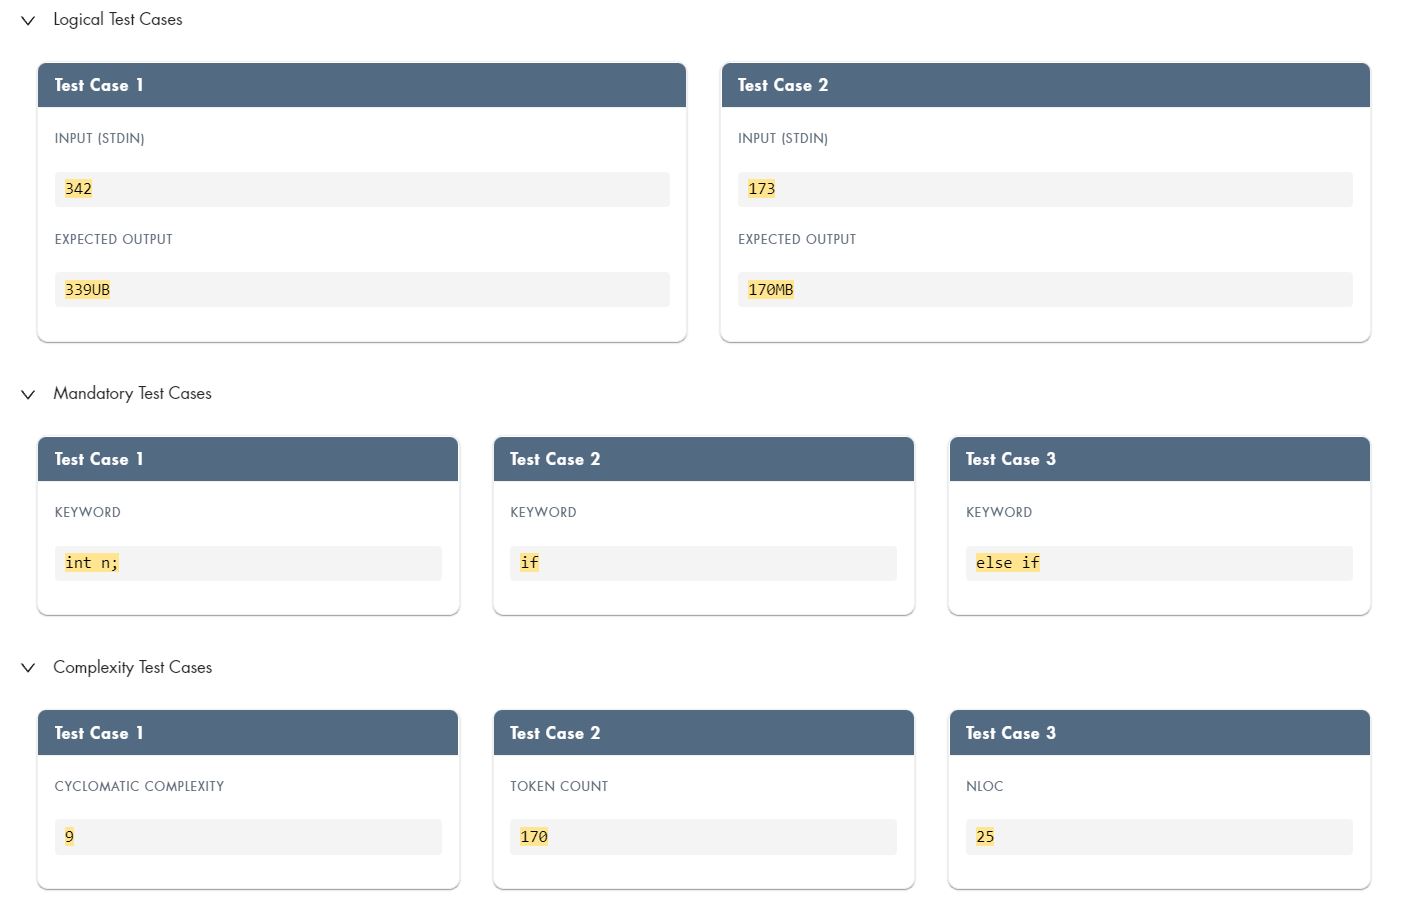 Logical Test Cases
Test Case 1
INPUT (STDIN)
342
EXPECTED OUTPUT
339UB
Test Case 2
INPUT (STDIN)
173
EXPECTED OUTPUT
170MB
Mandatory Test Cases
Test Case 1
KEYWORD
int n;
Test Case 2
KEYWORD
if
Test Case 3
KEYWORD
else if
Complexity Test Cases
Test Case 1
CYCLOMATIC COMPLEXITY
9
Test Case 2
TOKEN COUNT
170
Test Case 3
NLOC
25